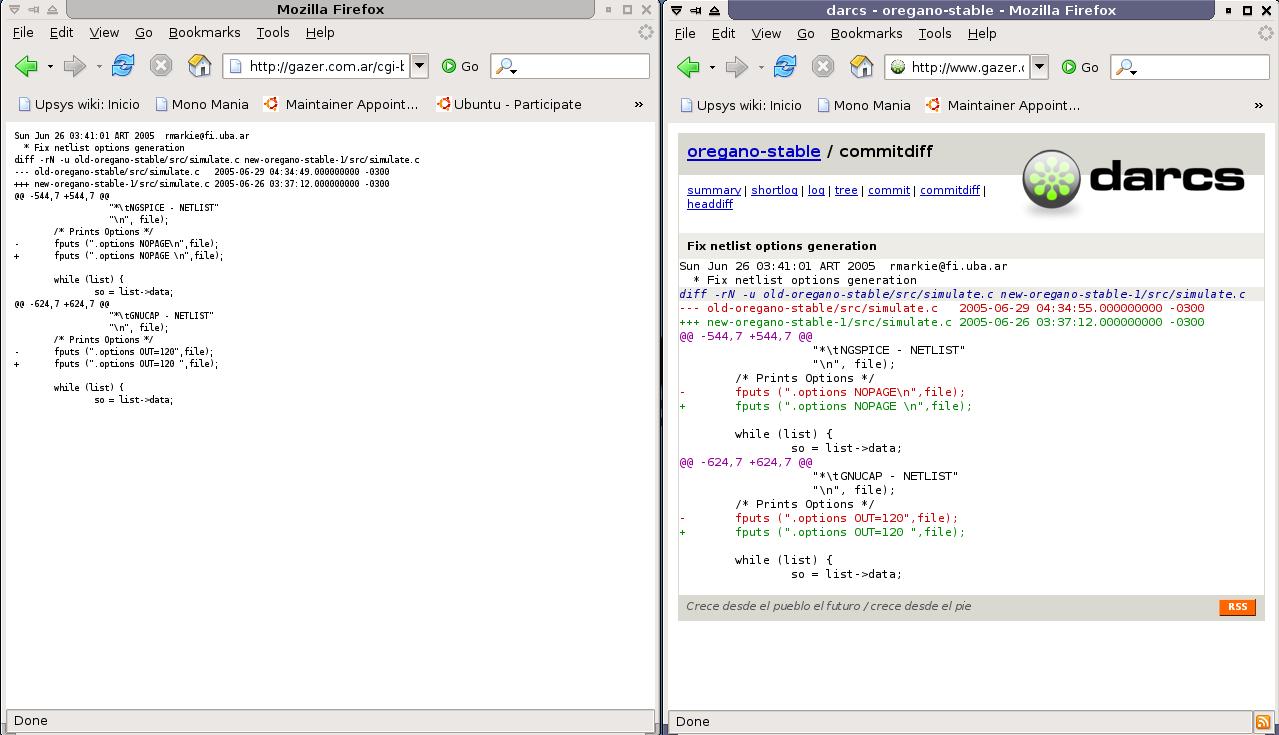 Mozilla Firefox
File Edit View Go Bookmarks Tools Help
http://gazer.com.ar/cgi-b Go
Upsys wiki: Inicio Mono Mania Maintainer Appoint... Ubuntu - Participate »
Sun Jun 26 03:41:01 ART 2005  rmarkie@fi.uba.ar
  * Fix netlist options generation
diff -rN -u old-oregano-stable/src/simulate.c new-oregano-stable-1/src/simulate.c
--- old-oregano-stable/src/simulate.c   2005-06-29 04:34:49.000000000 -0300
+++ new-oregano-stable-1/src/simulate.c 2005-06-26 03:37:12.000000000 -0300
@@ -544,7 +544,7 @@
                   "*\tNGSPICE - NETLIST"
                   "\n", file);
        /* Prints Options */
-       fputs (".options NOPAGE\n",file);
+       fputs (".options NOPAGE \n",file);
        while (list) {
                so = list->data;
@@ -624,7 +624,7 @@
                   "*\tGNUCAP - NETLIST"
                   "\n", file);
        /* Prints Options */
-       fputs (".options OUT=120",file);
+       fputs (".options OUT=120 ",file);
        while (list) {
                so = list->data;
Done
darcs - oregano-stable - Mozilla Firefox
File Edit View Go Bookmarks Tools Help
http://www.gazer.c Go
Upsys wiki: Inicio Mono Mania Maintainer Appoint... »
oregano-stable / commitdiff
darcs
summary | shortlog | log | tree | commit | commitdiff |
headdiff
Fix netlist options generation
Sun Jun 26 03:41:01 ART 2005  rmarkie@fi.uba.ar
  * Fix netlist options generation
diff -rN -u old-oregano-stable/src/simulate.c new-oregano-stable-1/src/simulate.c
--- old-oregano-stable/src/simulate.c   2005-06-29 04:34:55.000000000 -0300
+++ new-oregano-stable-1/src/simulate.c 2005-06-26 03:37:12.000000000 -0300
@@ -544,7 +544,7 @@
                   "*\tNGSPICE - NETLIST"
                   "\n", file);
        /* Prints Options */
-       fputs (".options NOPAGE\n",file);
+       fputs (".options NOPAGE \n",file);
        while (list) {
                so = list->data;
@@ -624,7 +624,7 @@
                   "*\tGNUCAP - NETLIST"
                   "\n", file);
        /* Prints Options */
-       fputs (".options OUT=120",file);
+       fputs (".options OUT=120 ",file);
        while (list) {
                so = list->data;
Crece desde el pueblo el futuro / crece desde el pie
RSS
Done